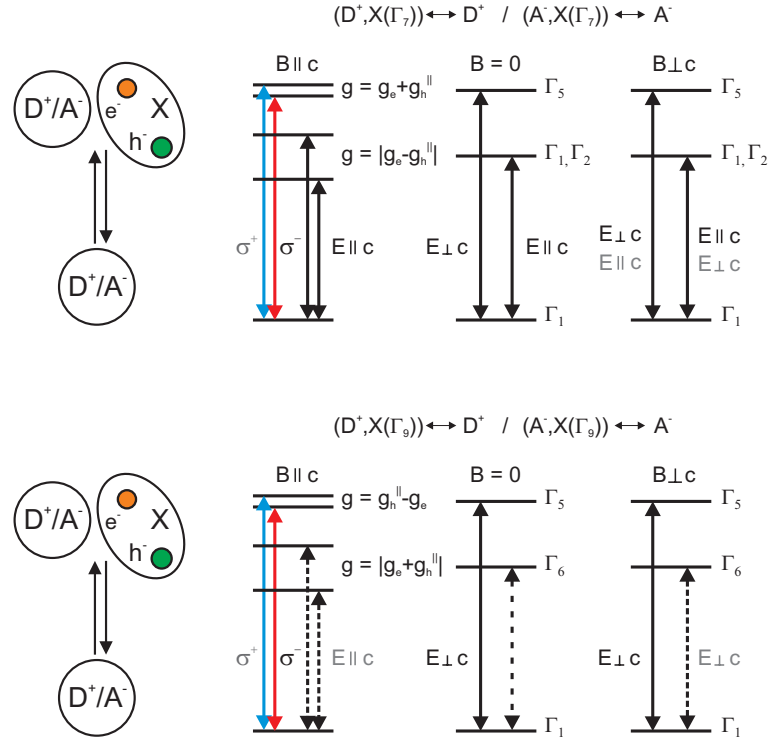 (D⁺,X(Γ₇)) ⟷ D⁺ / (A⁻,X(Γ₇)) ⟷ A⁻
B ∥ c
B = 0
B⊥c
D⁺/A⁻
e⁻
X
h⁻
g = gₑ+gₕ^∥
Γ₅
Γ₅
g = |gₑ-gₕ^∥|
Γ₁, Γ₂
Γ₁, Γ₂
σ⁺
σ⁻
E ∥ c
E⊥c
E ∥ c
E⊥c
E ∥ c
E ∥ c
E⊥c
D⁺/A⁻
Γ₁
Γ₁
(D⁺,X(Γ₉)) ⟷ D⁺ / (A⁻,X(Γ₉)) ⟷ A⁻
B ∥ c
B = 0
B⊥c
D⁺/A⁻
e⁻
X
h⁻
g = gₕ^∥-gₑ
Γ₅
Γ₅
g = |gₑ+gₕ^∥|
Γ₆
Γ₆
σ⁺
σ⁻
E ∥ c
E⊥c
E⊥c
E⊥c
D⁺/A⁻
Γ₁
Γ₁